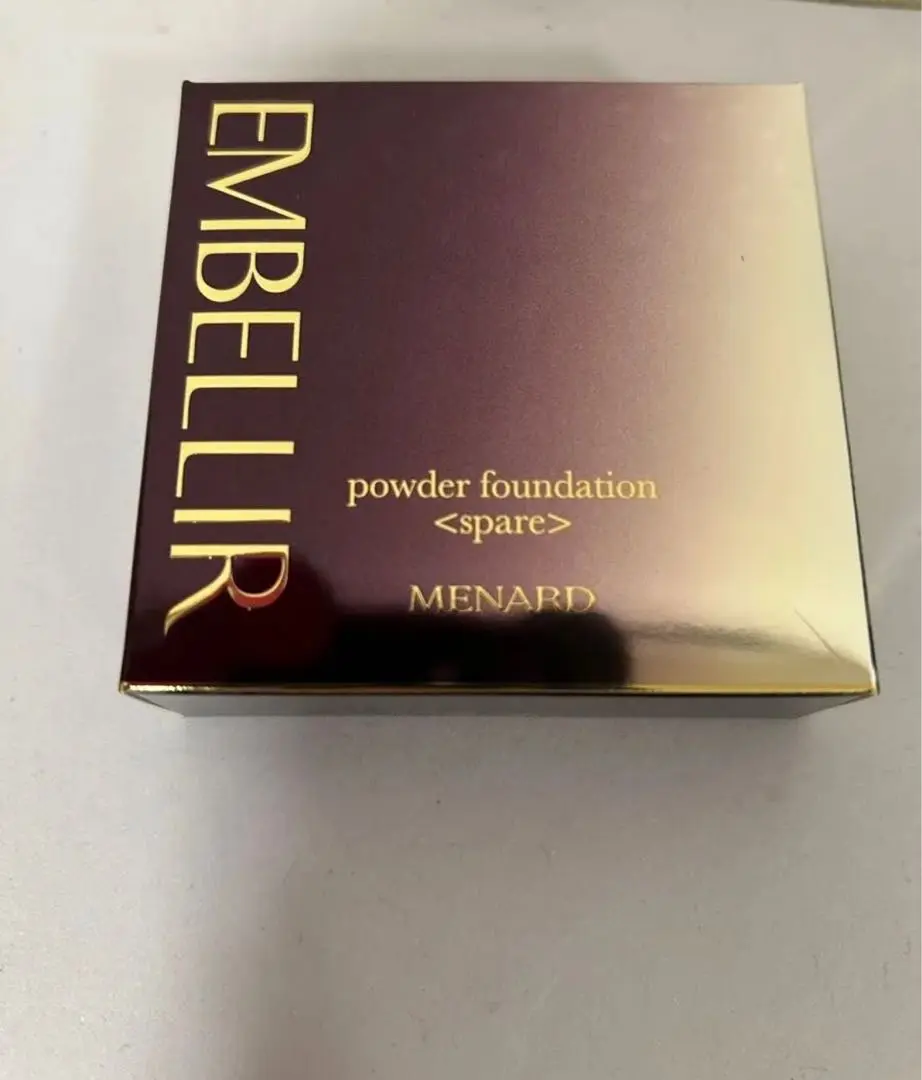 EMBELLIR
powder foundation
<spare>
MENARD